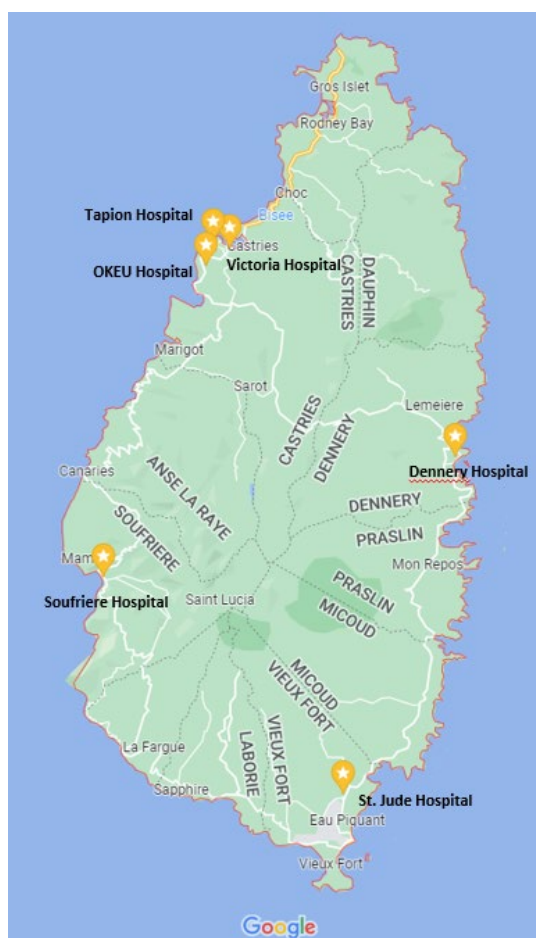 Gros Islet
Rodney Bay
Choc
Tapion Hospital
Bisee
Castries
OKEU Hospital
Victoria Hospital
DAUPHIN
CASTRIES
Marigot
Sarot
Lemeiere
CASTRIES
DENNERY
Dennery Hospital
Canaries
ANSE LA RAYE
SOUFRIERE
DENNERY
PRASLIN
Mam
Mon Repos
Soufriere Hospital
Saint Lucia
PRASLIN
MICOUD
MICOUD
VIEUX FORT
La Fargue
VIEUX FORT
LABORIE
Sapphire
St. Jude Hospital
Eau Piquant
Vieux Fort
Google